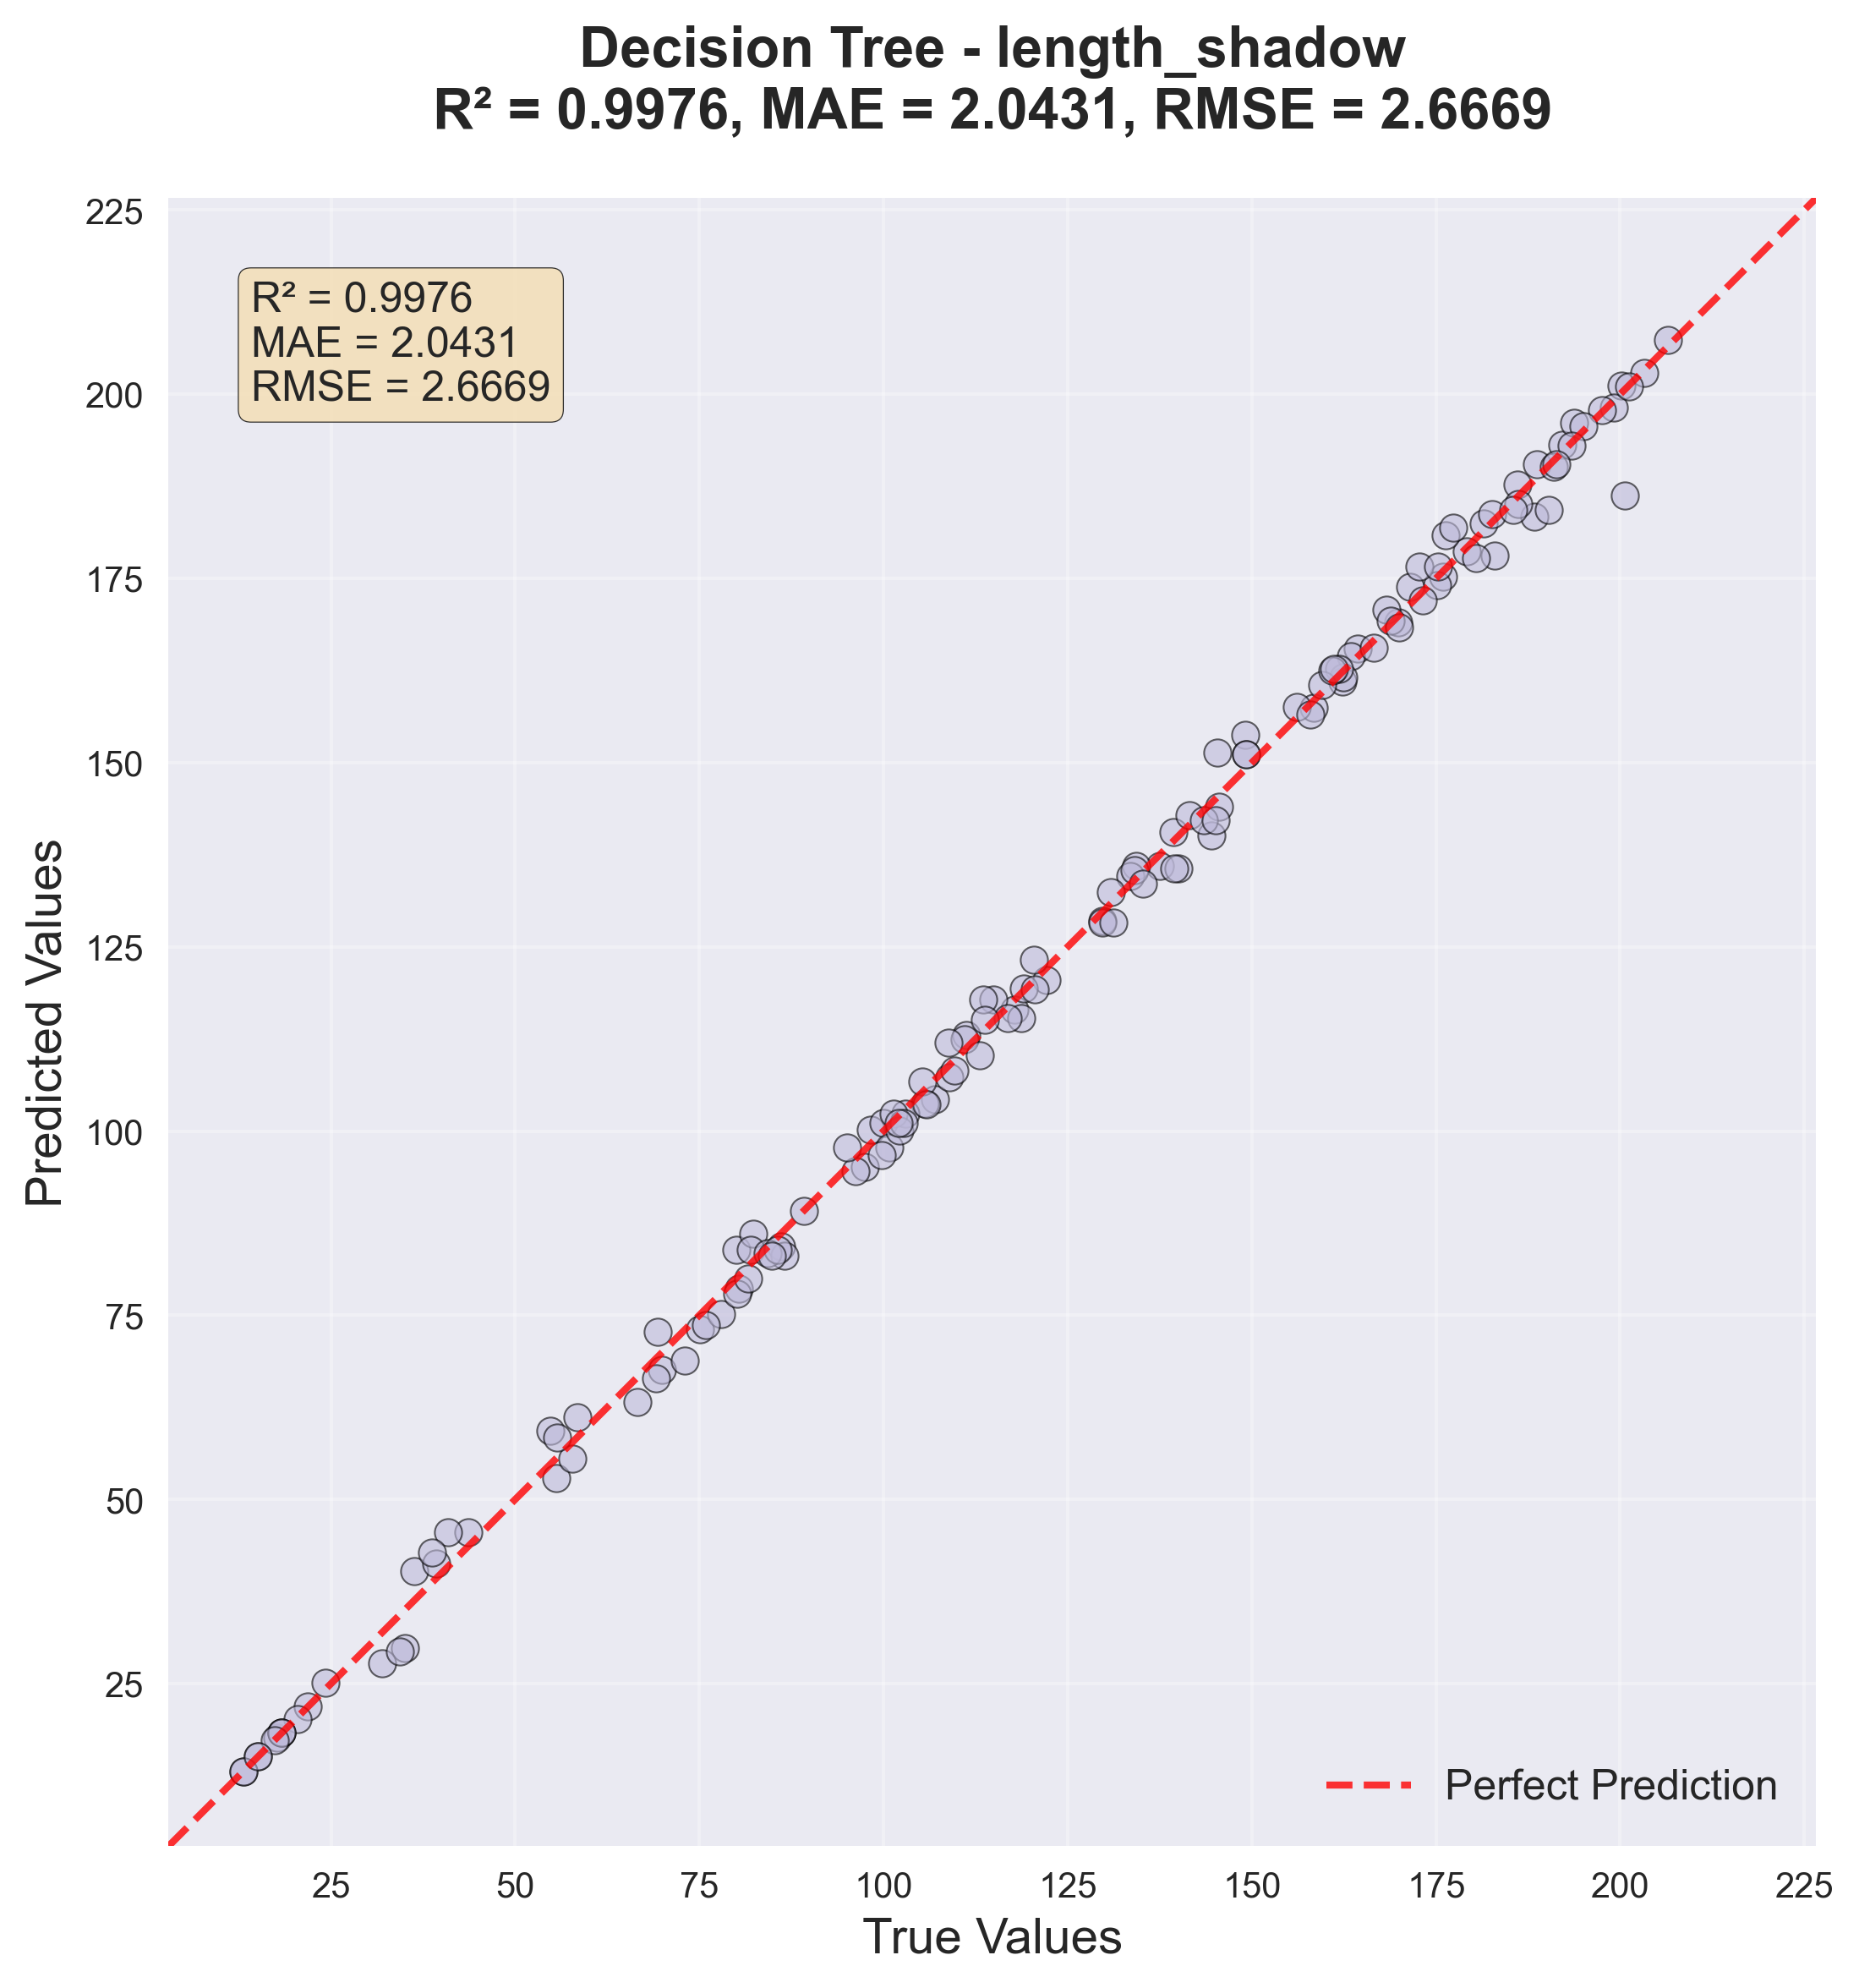 Decision Tree - length_shadow
R² = 0.9976, MAE = 2.0431, RMSE = 2.6669
225
200
175
150
125
100
75
50
25
R² = 0.9976
MAE = 2.0431
RMSE = 2.6669
Predicted Values
Perfect Prediction
25 50 75 100 125 150 175 200 225
True Values